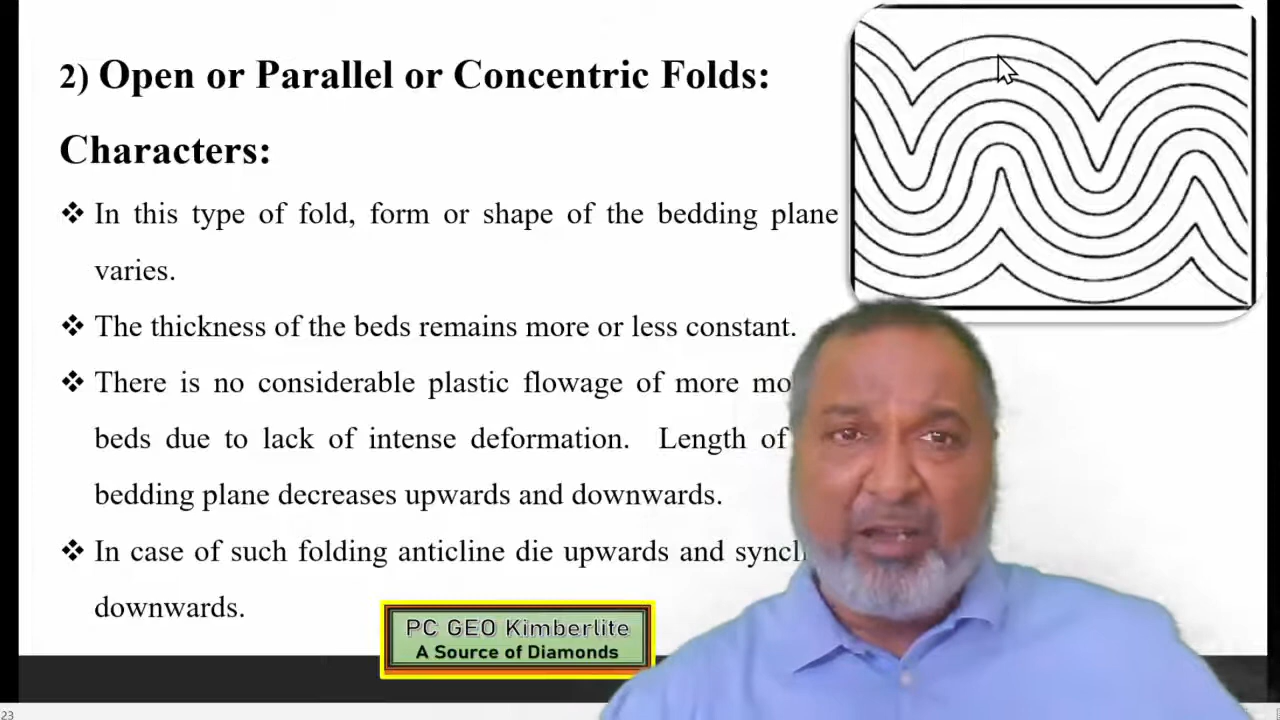 2) Open or Parallel or Concentric Folds:
Characters:
❖ In this type of fold, form or shape of the bedding plane
varies.
❖ The thickness of the beds remains more or less constant.
❖ There is no considerable plastic flowage of more
beds due to lack of intense deformation. Length of
bedding plane decreases upwards and downwards.
❖ In case of such folding anticline die upwards and
downwards.
PC GEO Kimberlite
A Source of Diamonds
23